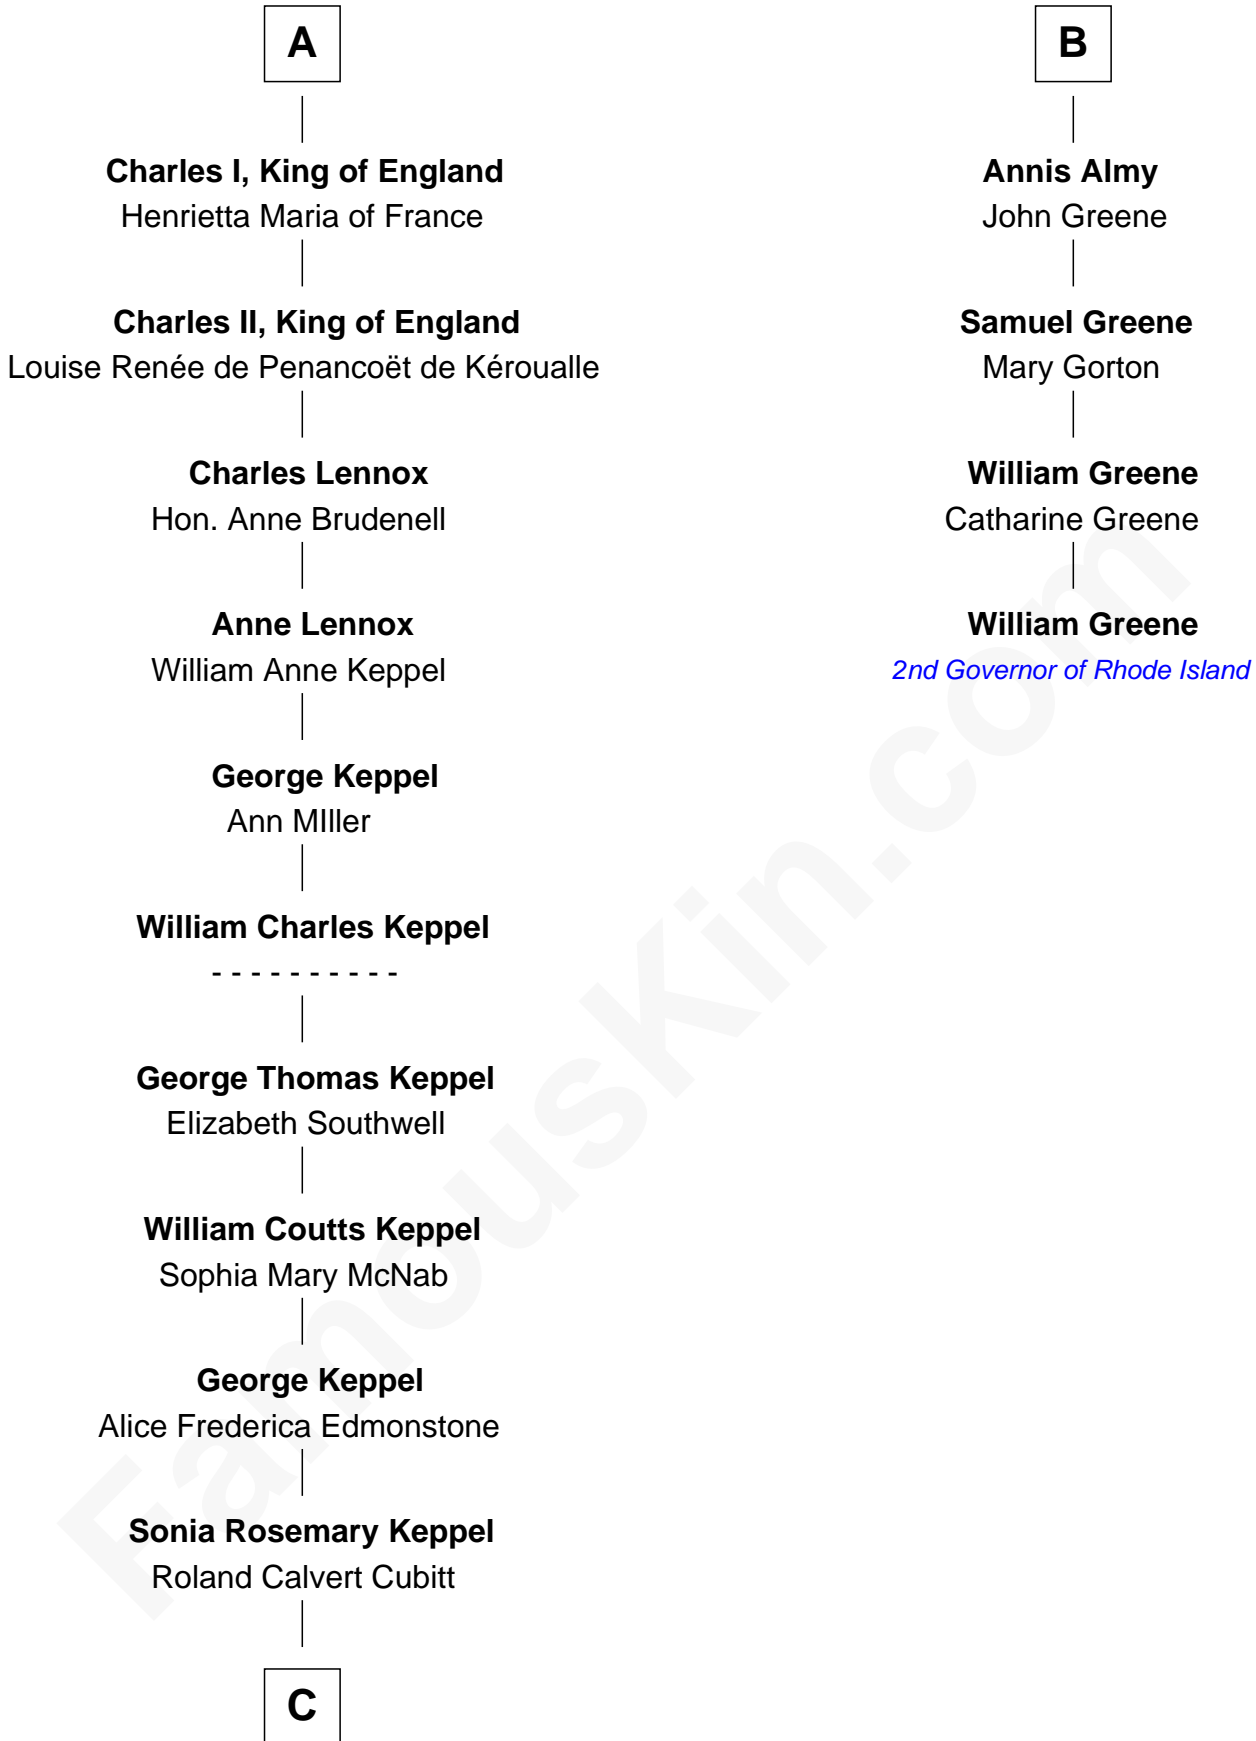 A
Charles I, King of England
Henrietta Maria of France
Charles II, King of England
Louise Renée de Penancoët de Kéroualle
Charles Lennox
Hon. Anne Brudenell
Anne Lennox
William Anne Keppel
George Keppel
Ann MIller
William Charles Keppel
- - - - - - - - - -
George Thomas Keppel
Elizabeth Southwell
William Coutts Keppel
Sophia Mary McNab
George Keppel
Alice Frederica Edmonstone
Sonia Rosemary Keppel
Roland Calvert Cubitt
C
B
Annis Almy
John Greene
Samuel Greene
Mary Gorton
William Greene
Catharine Greene
William Greene
2nd Governor of Rhode Island
FamousKin.com